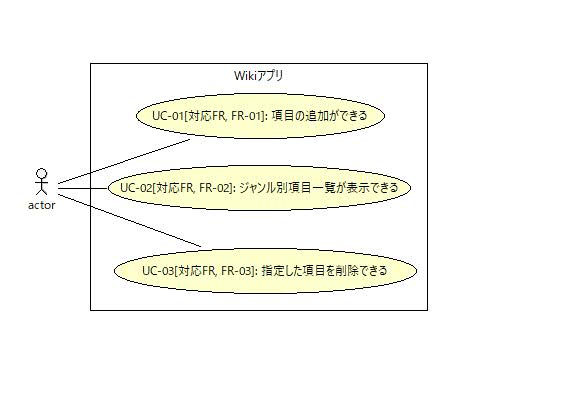 Wikiアプリ
UC-01[対応FR, FR-01]: 項目の追加ができる
UC-02[対応FR, FR-02]: ジャンル別項目一覧が表示できる
actor
UC-03[対応FR, FR-03]: 指定した項目を削除できる